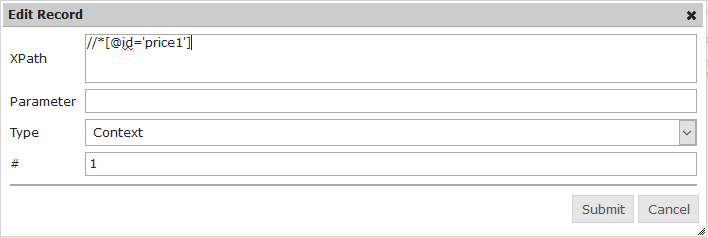 Edit Record
XPath
//*[@id='price1']
Parameter
Type Context
# 1
Submit Cancel